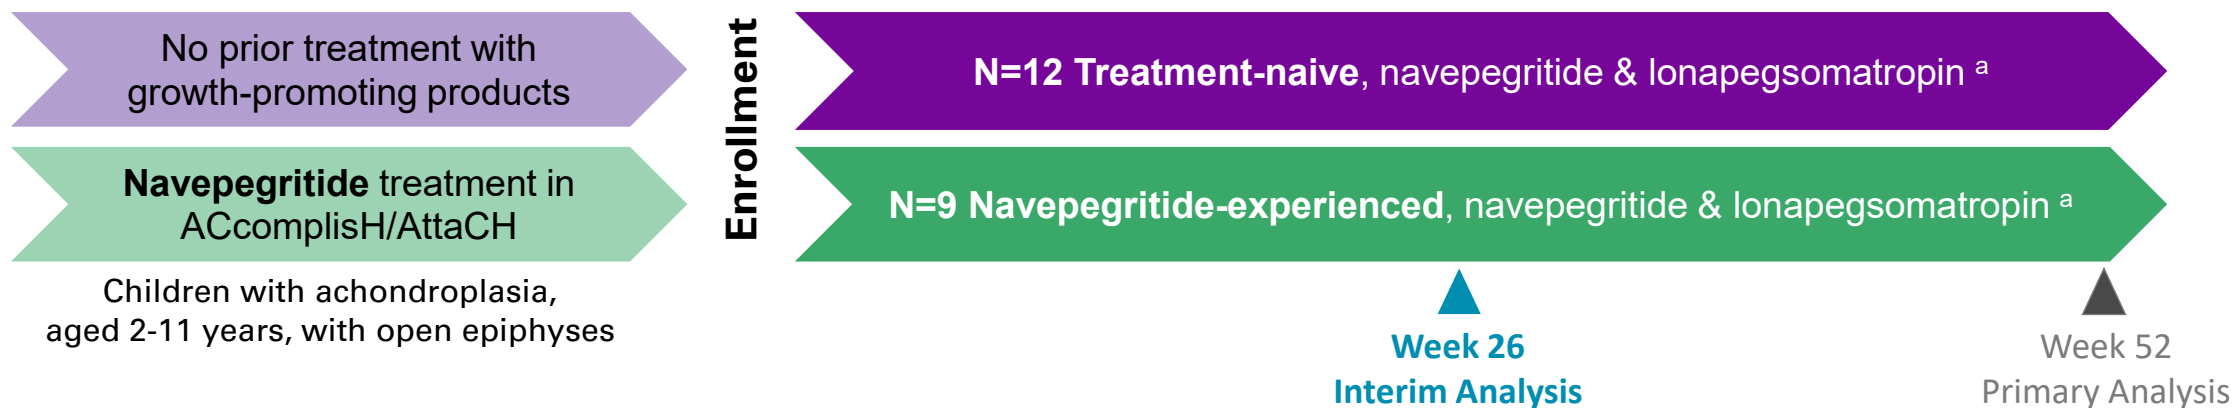 No prior treatment with
growth-promoting products
Navepegritide treatment in
ACcomplisH/AttaCH
Children with achondroplasia,
aged 2-11 years, with open epiphyses
Enrollment
N=12 Treatment-naive, navepegritide & lonapegsomatropin a
N=9 Navepegritide-experienced, navepegritide & lonapegsomatropin a
Week 26
Interim Analysis
Week 52
Primary Analysis